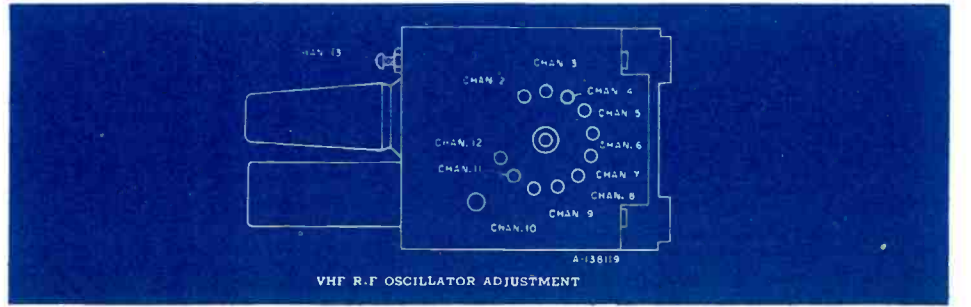 HAN. 13
CHAN. 3
CHAN. 2
CHAN. 4
CHAN. 5
CHAN. 12
CHAN. 6
CHAN. 11
CHAN. 7
CHAN. 8
CHAN. 9
CHAN. 10
A-138119
VHF R.F OSCILLATOR ADJUSTMENT